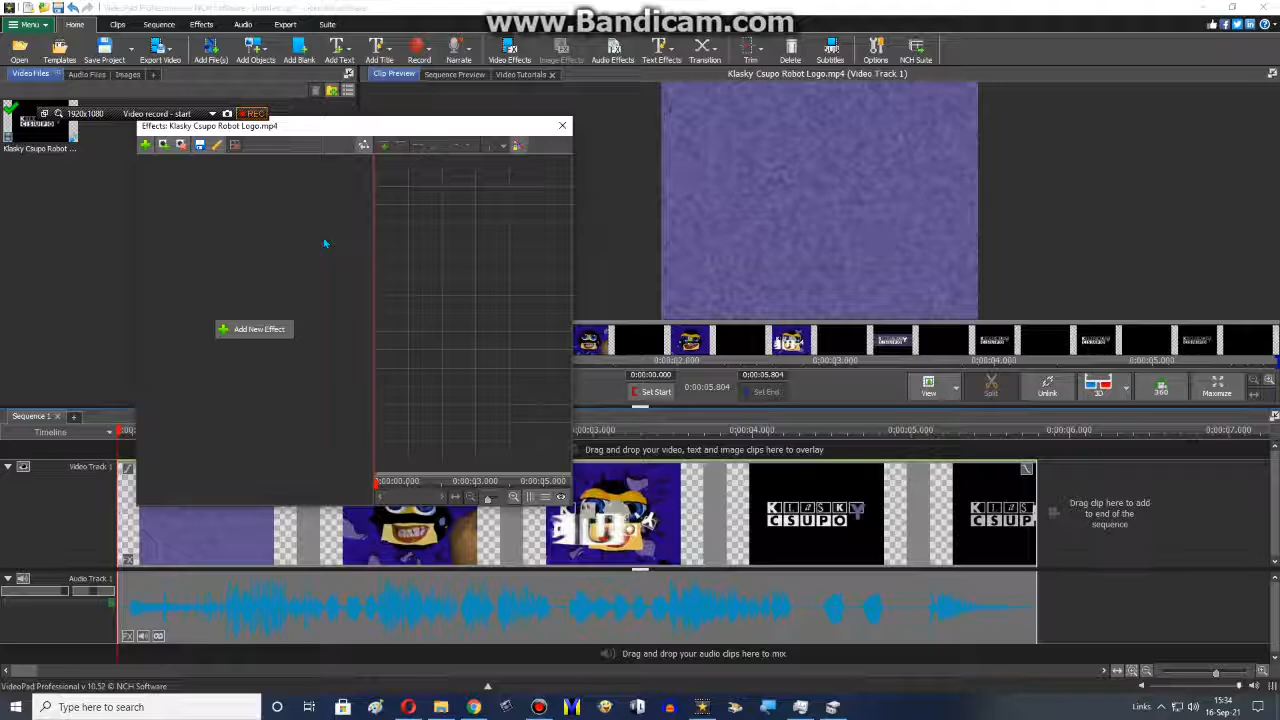 www.Bandicam.com
Menu Home Clips Sequence Effects Audio Export Suite
Open Templates Save Project Edit Video Export Video Add File(s) Add Objects Add Blank Add Text Add Title Record Narrate Video Effects Image Effects Audio Effects Text Effects Transition Trim Delete Subtitles Options NCH Suite
Video Files Audio Files Images +
Clip Preview Sequence Preview Video Tutorials
Klasky Csupo Robot Logo.mp4 (Video Track 1)
1920x1080 Video record - start REC
Klasky Csupo Robot ...
Effects: Klasky Csupo Robot Logo.mp4
Add New Effect
0:00:02.000 0:00:03.000 0:00:04.000 0:00:05.000
0:00:00.000 0:00:05.804
Set Start 0:00:05.804 Set End
View Split Unlink 3D 360 Maximize
Sequence 1
Timeline
0:00:03.000 0:00:04.000 0:00:05.000 0:00:06.000 0:00:07.000
Drag and drop your video, text and image clips here to overlay
Video Track 1
0:00:00.000 0:00:03.000 0:00:05.000
KLASKY
CSUPO
Drag clip here to add
to end of the
sequence
Audio Track 1
Drag and drop your audio clips here to mix
VideoPad Professional v 10.52 © NCH Software
Type here to search
Links
15:34
16-Sep-21